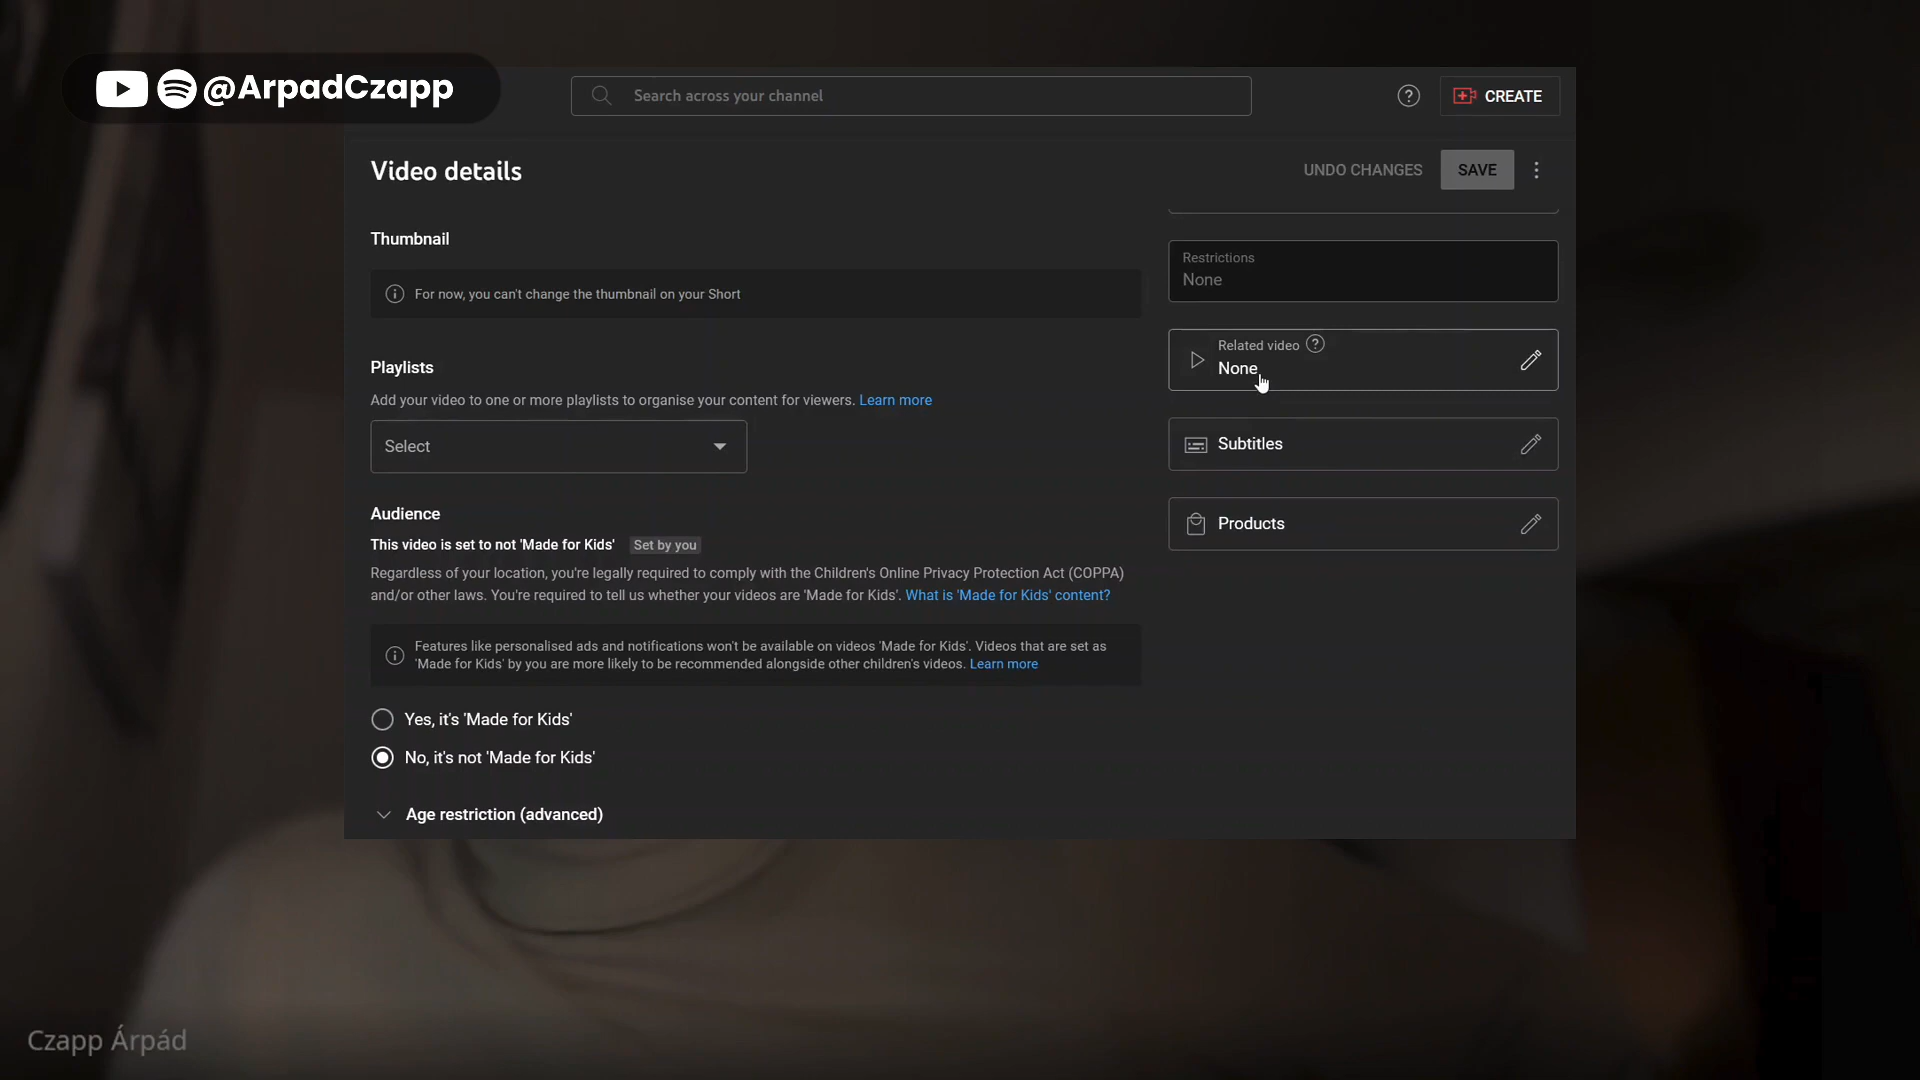 @ArpadCzapp
Search across your channel
CREATE
Video details
UNDO CHANGES
SAVE
Thumbnail
For now, you can't change the thumbnail on your Short
Playlists
Add your video to one or more playlists to organise your content for viewers. Learn more
Select
Audience
This video is set to not 'Made for Kids' Set by you
Regardless of your location, you're legally required to comply with the Children's Online Privacy Protection Act (COPPA)
and/or other laws. You're required to tell us whether your videos are 'Made for Kids'. What is 'Made for Kids' content?
Features like personalised ads and notifications won't be available on videos 'Made for Kids'. Videos that are set as
'Made for Kids' by you are more likely to be recommended alongside other children's videos. Learn more
Yes, it's 'Made for Kids'
No, it's not 'Made for Kids'
Age restriction (advanced)
Restrictions
None
Related video
None
Subtitles
Products
Czapp Árpád